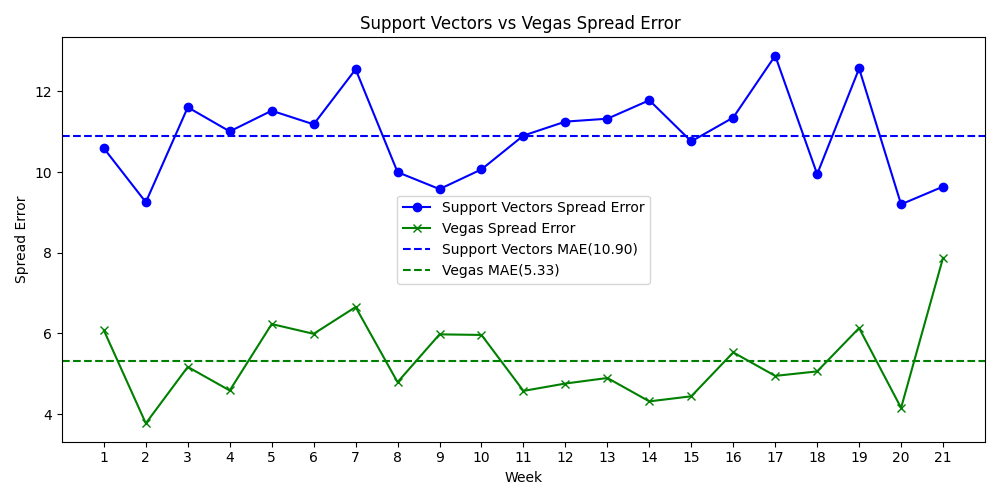 Support Vectors vs Vegas Spread Error
Spread Error
12
10
8
6
4
Support Vectors Spread Error
Vegas Spread Error
Support Vectors MAE(10.90)
Vegas MAE(5.33)
1 2 3 4 5 6 7 8 9 10 11 12 13 14 15 16 17 18 19 20 21
Week